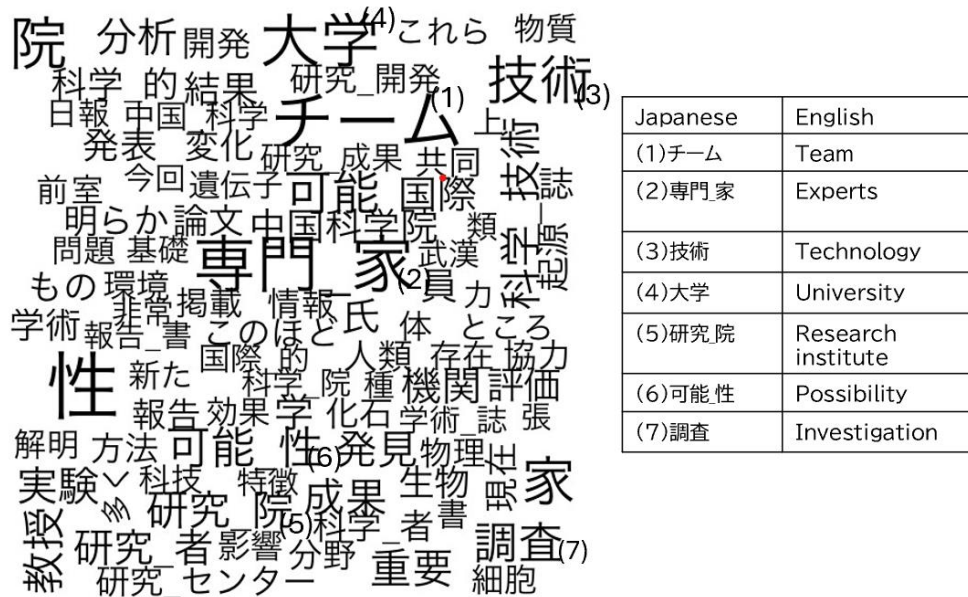 院 分析 開発 大学 (4) これら 物質
科学_的 結果 研究_開発 技術 (3)
日報 中国_科学 チーム (1) 上
発表 変化 研究 成果 共同 技術 誌
前室 今回 遺伝子 可能 国際
明らか 論文 中国科学院 類 科学_ 起源_
問題 基礎 専門_家 (2) 武漢
もの 環境 員 力
非常 掲載 情報 氏
学術 報告_書 このほど 体 ところ
国際_的 人類 存在 協力
性 新た 科学_院 種 機関 評価
報告 効果 学 化石 学術_誌 張
解明 方法 可能_性 (6) 発見 物理 現在
実験 科技 特徴 成果 生物 家
多 研究_院 (5) 科学_者 書
教授 研究_者 影響 分野 重要 調査 (7)
研究_センター 細胞
Japanese English
(1)チーム Team
(2)専門_家 Experts
(3)技術 Technology
(4)大学 University
(5)研究_院 Research
institute
(6)可能_性 Possibility
(7)調査 Investigation